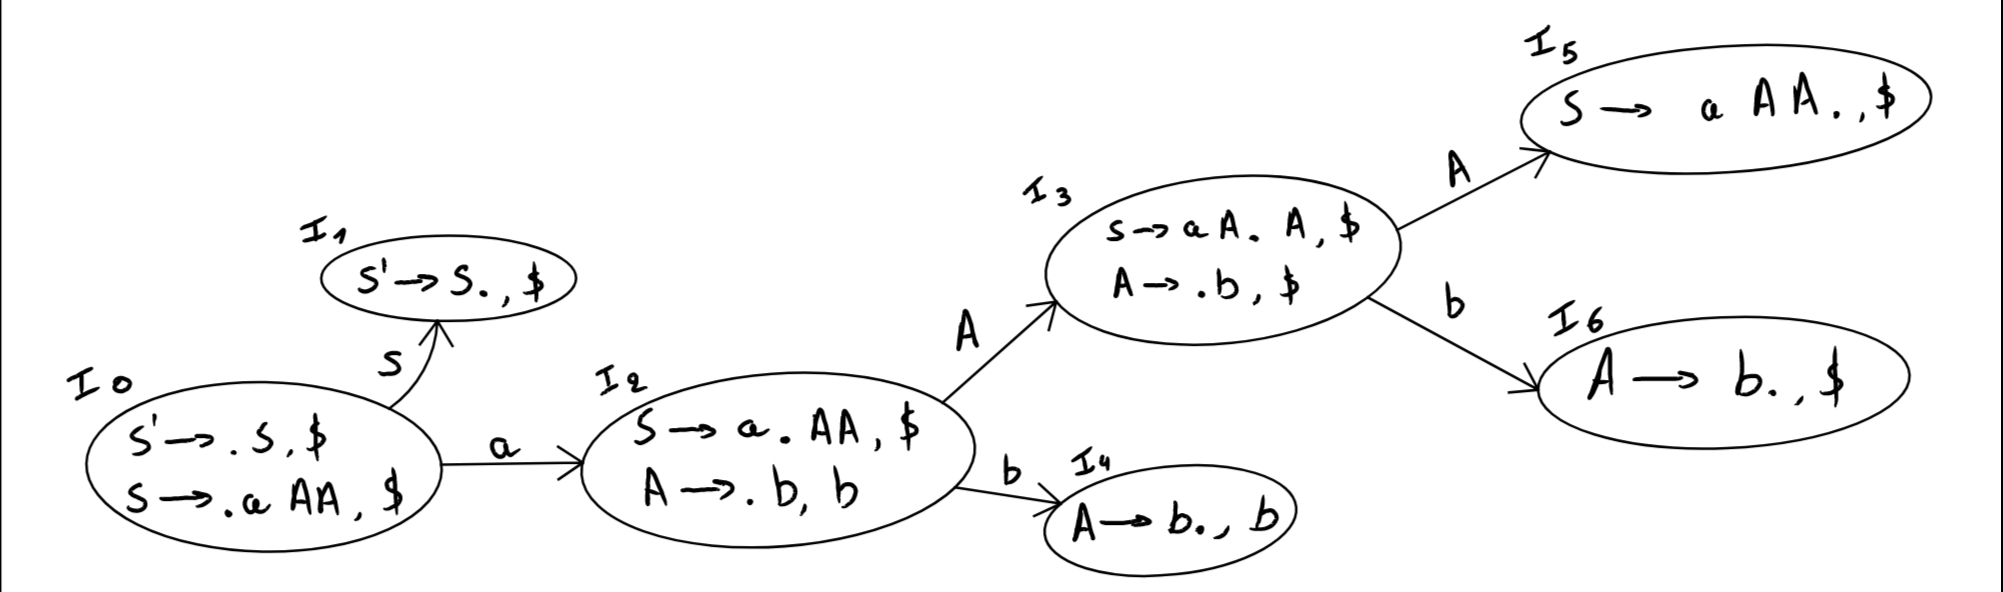 I5
S → a A A . , $
A
I3
S → a A . A , $
A → . b , $
I1
S' → S . , $
b
I6
A → b . , $
A
S
I0
S' → . S , $
S → . a A A , $
a
I2
S → a . A A , $
A → . b , b
b
I4
A → b . , b